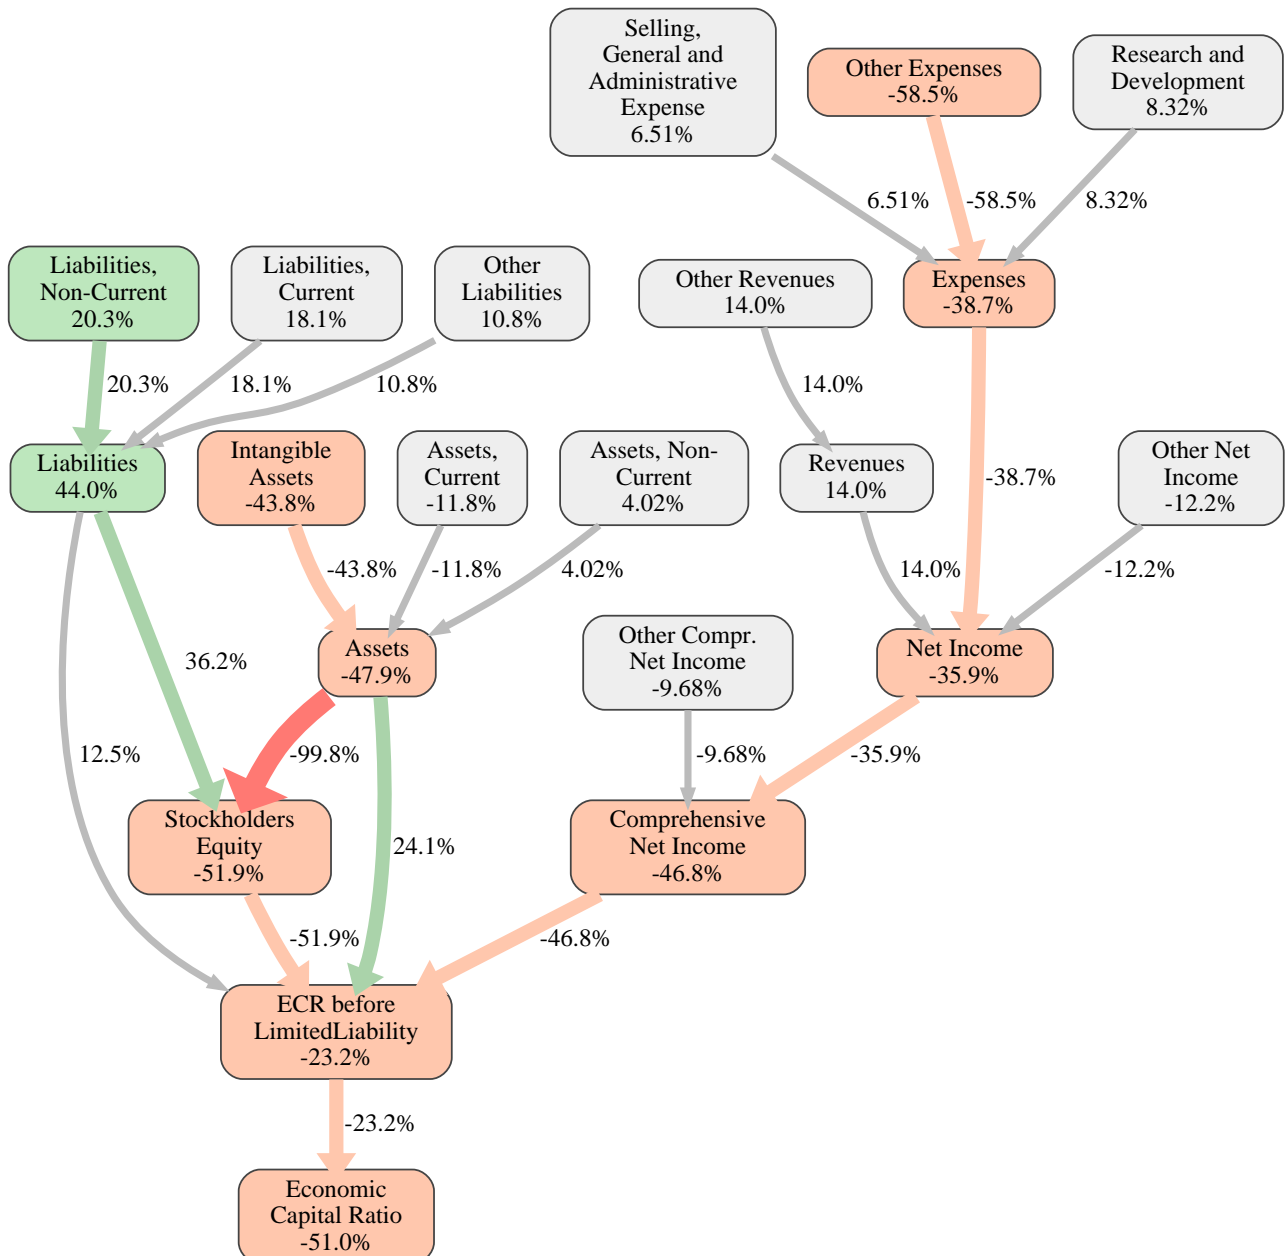 Selling,
General and
Administrative
Expense
6.51%
Other Expenses
-58.5%
Research and
Development
8.32%
6.51%
-58.5%
8.32%
Liabilities,
Non-Current
20.3%
Liabilities,
Current
18.1%
Other
Liabilities
10.8%
Other Revenues
14.0%
Expenses
-38.7%
20.3%
18.1%
10.8%
14.0%
Liabilities
44.0%
Intangible
Assets
-43.8%
Assets,
Current
-11.8%
Assets, Non-
Current
4.02%
Revenues
14.0%
-38.7%
Other Net
Income
-12.2%
-43.8%
-11.8%
4.02%
14.0%
-12.2%
36.2%
Assets
-47.9%
Other Compr.
Net Income
-9.68%
Net Income
-35.9%
12.5%
-99.8%
-9.68%
-35.9%
Stockholders
Equity
-51.9%
24.1%
Comprehensive
Net Income
-46.8%
-51.9%
-46.8%
ECR before
LimitedLiability
-23.2%
-23.2%
Economic
Capital Ratio
-51.0%